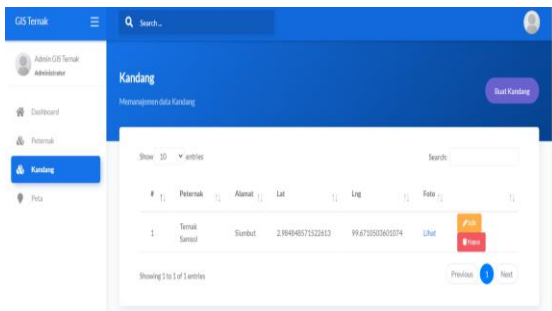 GIS Ternak
Search...
Admin GIS Ternak
Administrator
Dashboard
Peternak
Kandang
Peta
Kandang
Memanajemen data Kandang
Buat Kandang
Show 10 entries
Search:
# Peternak Alamat Lat Lng Foto
1 Ternak Samsol Siumbut 2.984848571522613 99.6710503601074 Lihat Edit
Hapus
Showing 1 to 1 of 1 entries
Previous 1 Next